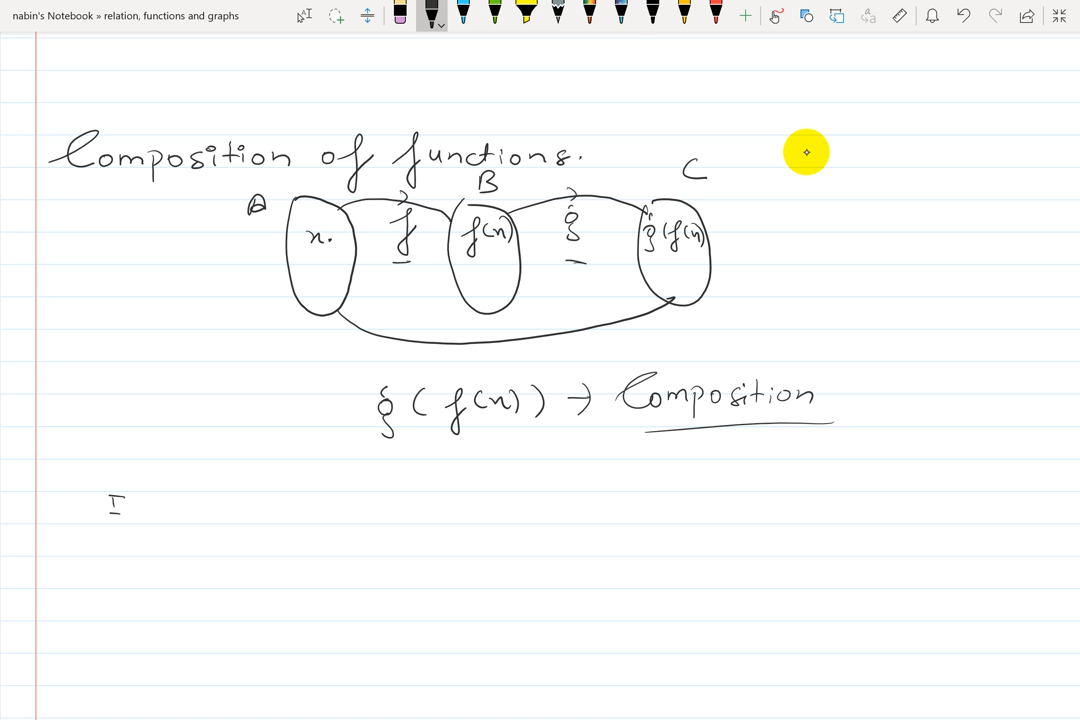 nabin's Notebook » relation, functions and graphs
Composition of functions.
A B C
x. f f(x) g g(f(x))
g(f(x)) → Composition
I